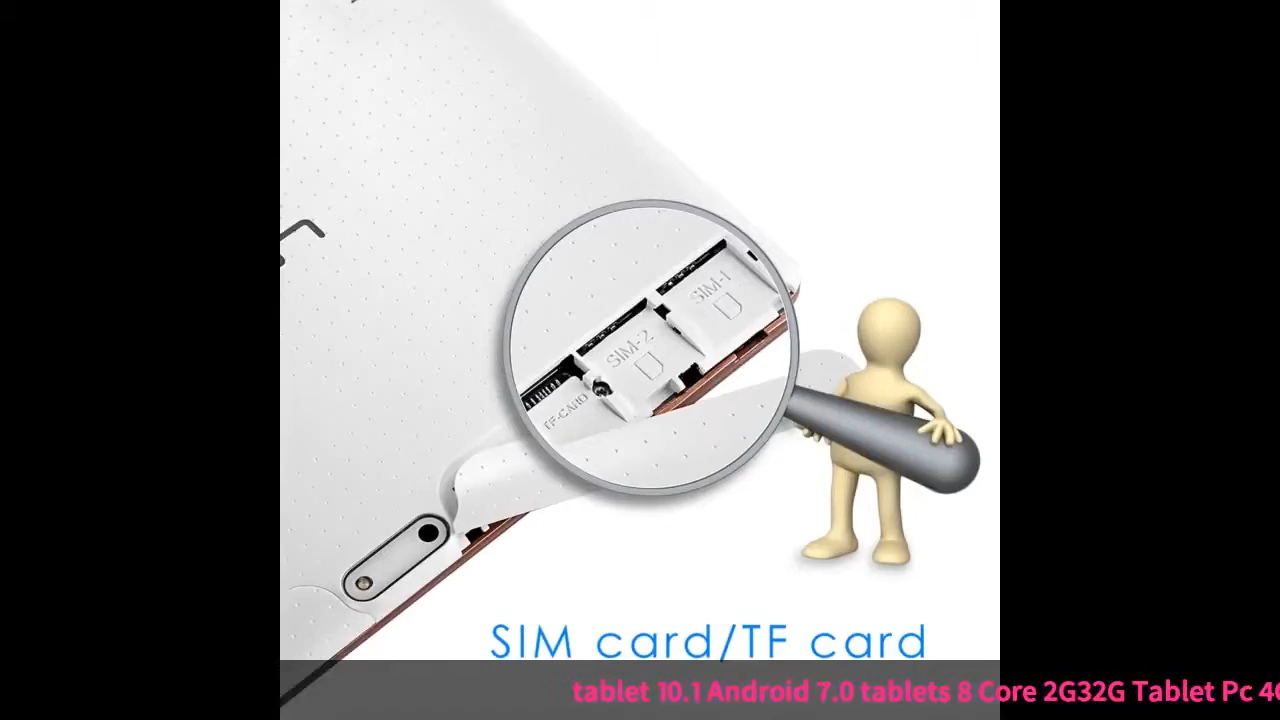 SIM-1
SIM-2
TF-CARD
SIM card/TF card
tablet 10.1 Android 7.0 tablets 8 Core 2G32G Tablet Pc